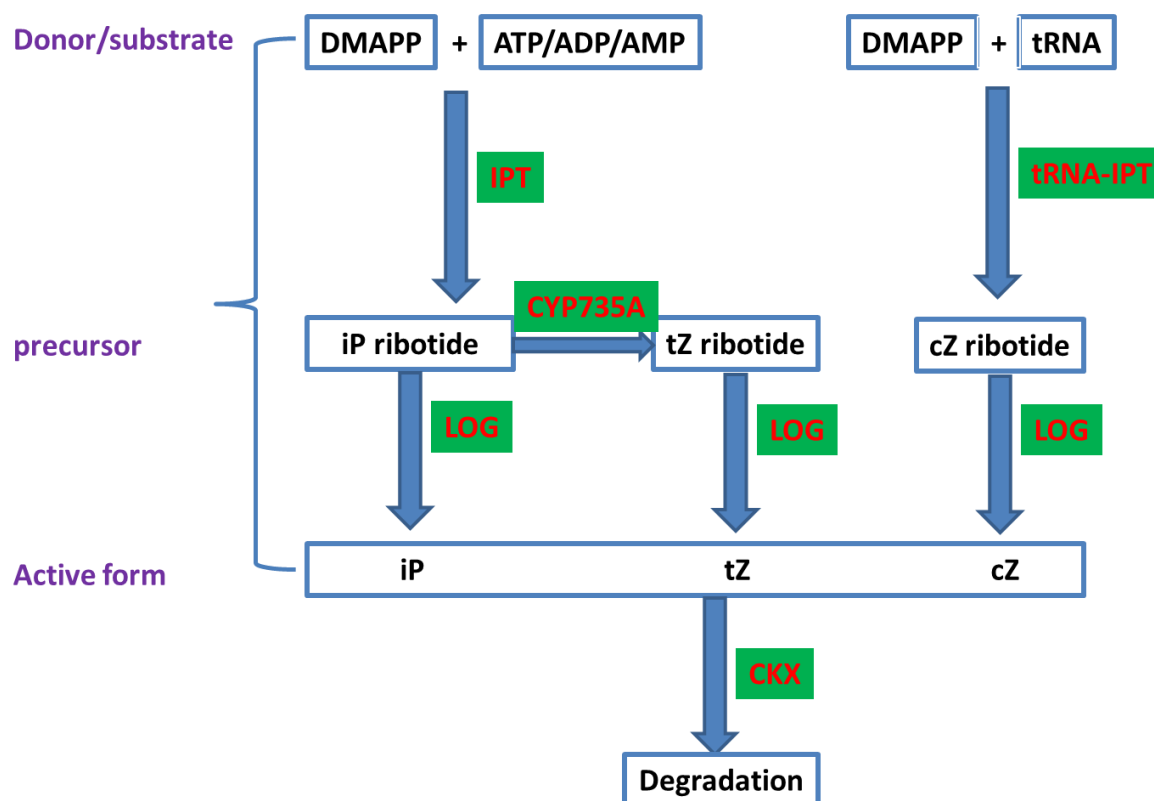 Donor/substrate
DMAPP + ATP/ADP/AMP
DMAPP + tRNA
IPT
tRNA-IPT
CYP735A
precursor
iP ribotide
tZ ribotide
cZ ribotide
LOG
LOG
LOG
Active form
iP
tZ
cZ
CKX
Degradation